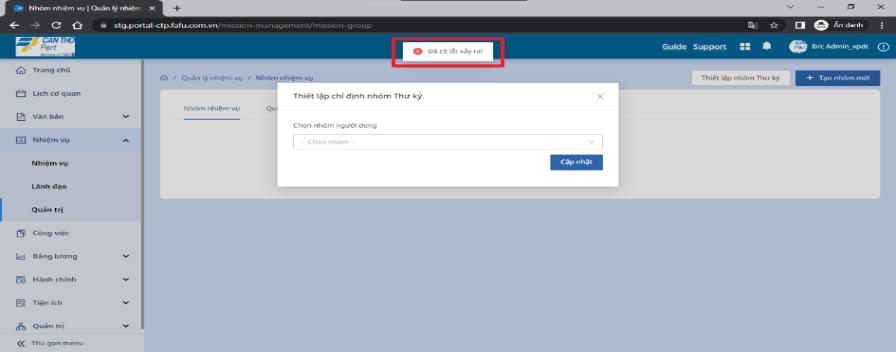 Nhóm nhiệm vụ | Quản lý nhiệm
stg.portal-ctp.fafu.com.vn/mission-management/mission-group
Ẩn danh
CAN THO
Port
Đã có lỗi xảy ra!
Guide Support
Đ/c Admin_vpdt
Trang chủ
Quản lý nhiệm vụ / Nhóm nhiệm vụ
Thiết lập nhóm Thư ký
+ Tạo nhóm mới
Lịch cơ quan
Thiết lập chỉ định nhóm Thư ký
Nhóm nhiệm vụ
Quy
Văn bản
Chọn nhóm người dùng
Nhiệm vụ
-- Chọn nhóm --
Nhiệm vụ
Cập nhật
Lãnh đạo
Quản trị
Công việc
Bảng lương
Hành chính
Tiện ích
Quản trị
Thu gọn menu